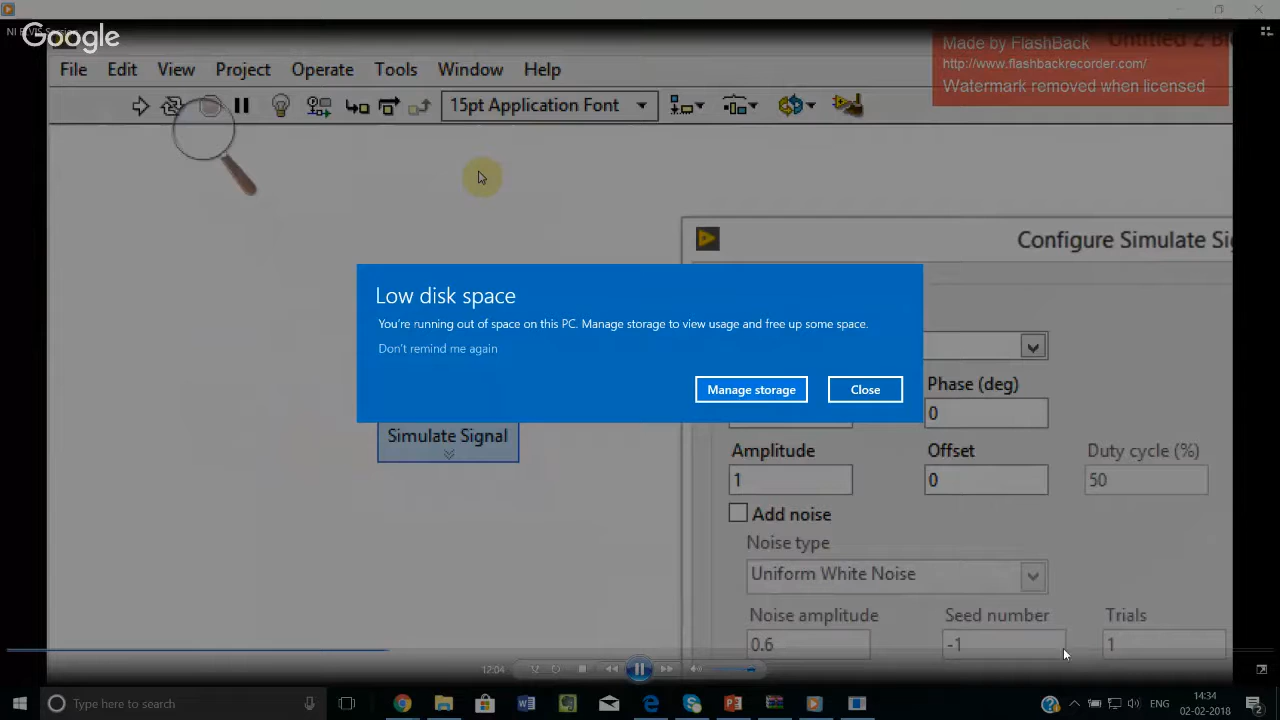 Google
Made by FlashBack
http://www.flashbackrecorder.com/
Watermark removed when licensed
Untitled 2
File Edit View Project Operate Tools Window Help
15pt Application Font
Configure Simulate
Low disk space
You're running out of space on this PC. Manage storage to view usage and free up some space.
Don't remind me again
Manage storage Close
Phase (deg)
0
Simulate Signal
Amplitude Offset Duty cycle (%)
1 0 50
Add noise
Noise type
Uniform White Noise
Noise amplitude Seed number Trials
0.6 -1 1
12:04
Type here to search
ENG
14:34
02-02-2018
2